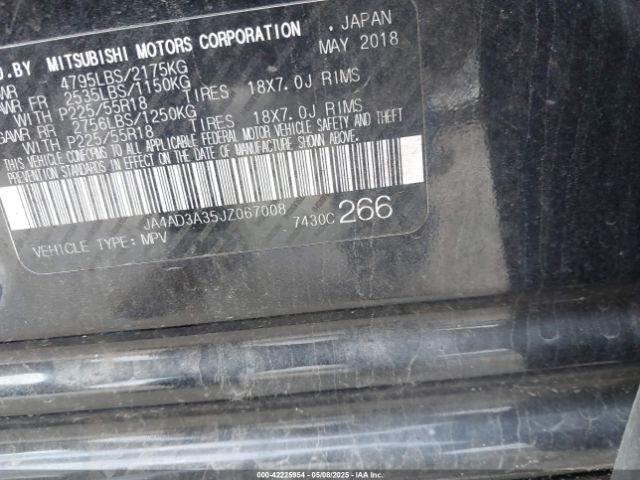 D.BY MITSUBISHI MOTORS CORPORATION , JAPAN
WR 4795LBS/2175KG MAY 2018
AWR FR 2535LBS/1150KG
WITH P225/55R18 TIRES 18X7.0J RIMS
GAWR RR 2756LBS/1250KG
WITH P225/55R18 TIRES 18X7.0J RIMS
THIS VEHICLE CONFORMS TO ALL APPLICABLE FEDERAL MOTOR VEHICLE SAFETY AND THEFT
PREVENTION STANDARDS IN EFFECT ON THE DATE OF MANUFACTURE SHOWN ABOVE.
JA4AD3A35JZ067008 7430C 266
VEHICLE TYPE: MPV
000-42225954 - 05/08/2025 - IAAI